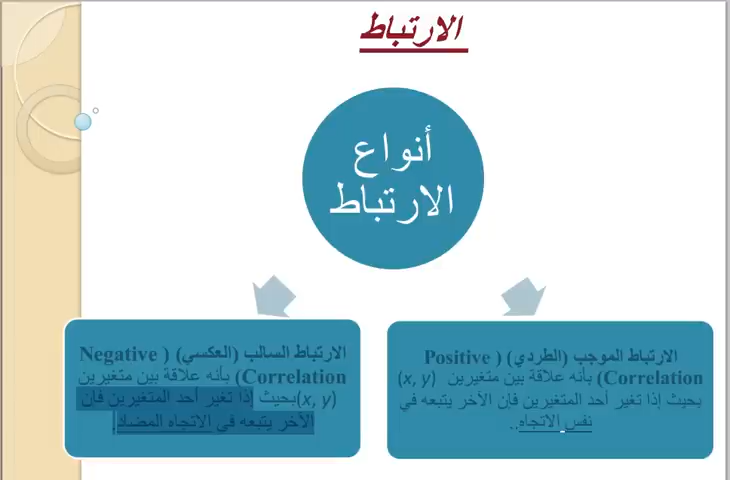 الارتباط
أنواع
الارتباط
الارتباط الموجب (الطردي) ( Positive
Correlation) بأنه علاقة بين متغيرين (x, y)
بحيث إذا تغير أحد المتغيرين فإن الآخر يتبعه في
نفس الاتجاه..
الارتباط السالب (العكسي) ( Negative
Correlation) بأنه علاقة بين متغيرين
(x, y)بحيث إذا تغير أحد المتغيرين فإن
الآخر يتبعه في الاتجاه المضاد.